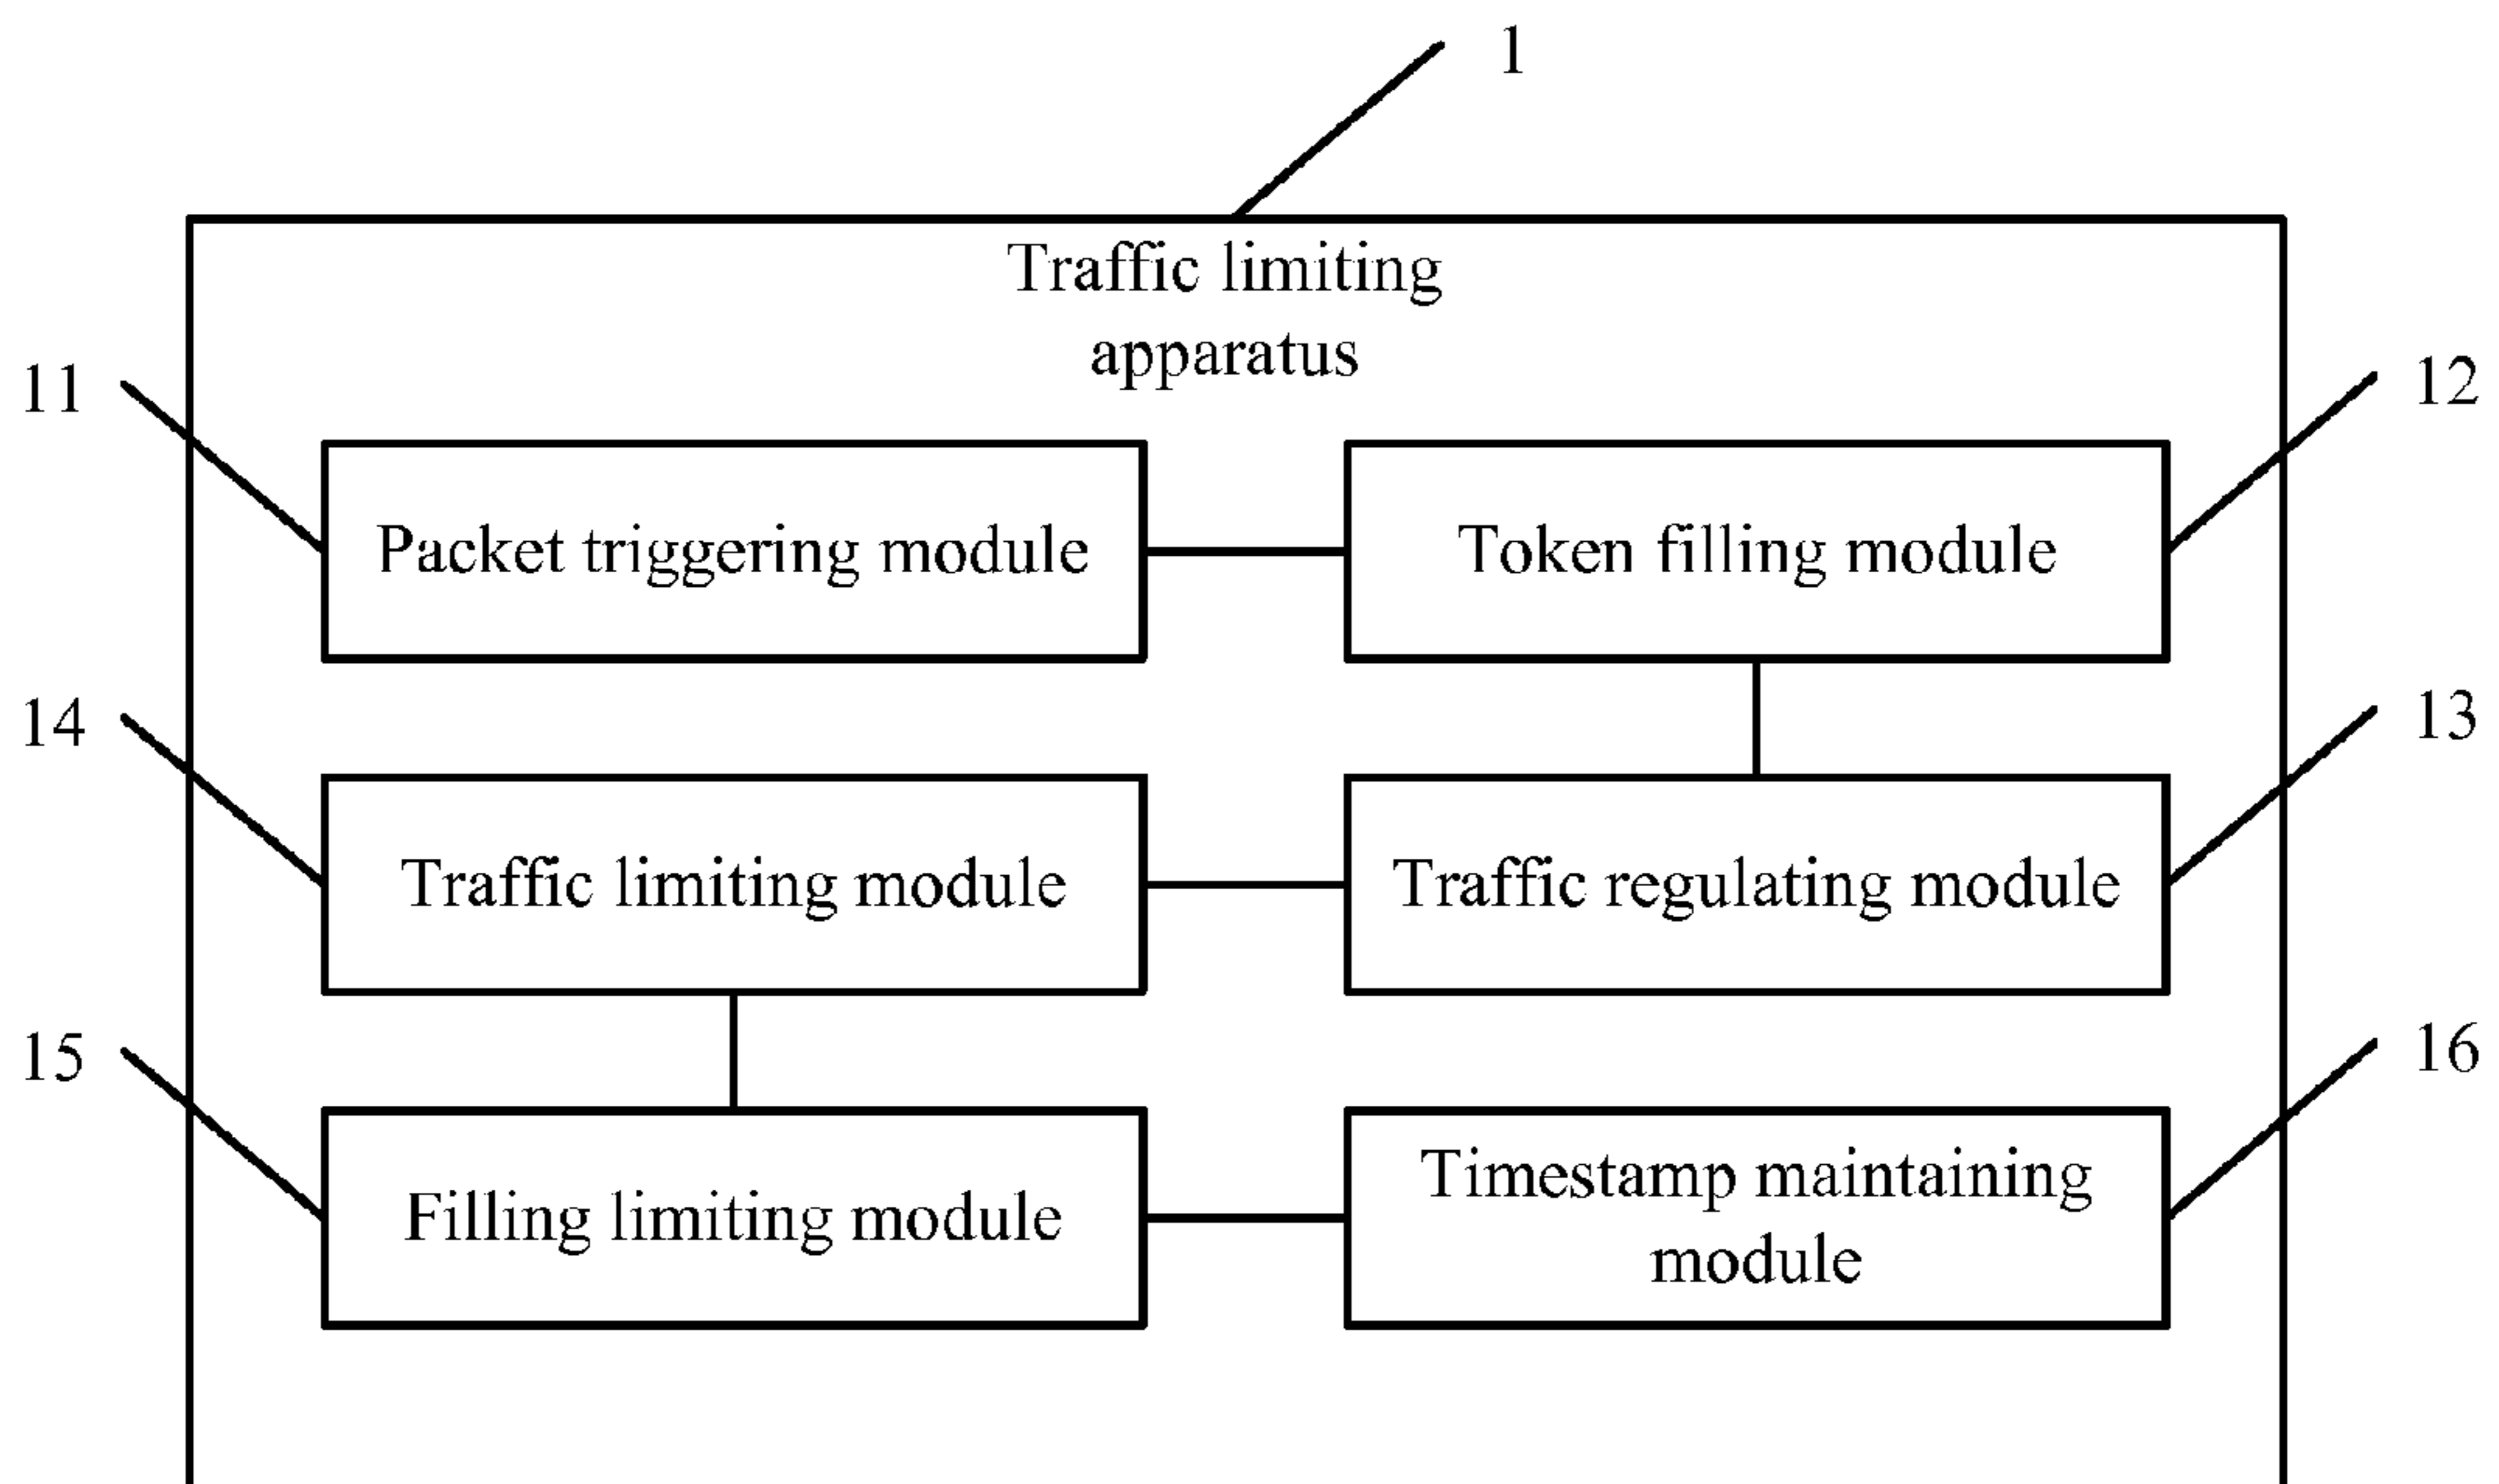 1
Traffic limiting
apparatus
11
12
Packet triggering module
Token filling module
14
13
Traffic limiting module
Traffic regulating module
15
16
Filling limiting module
Timestamp maintaining
module